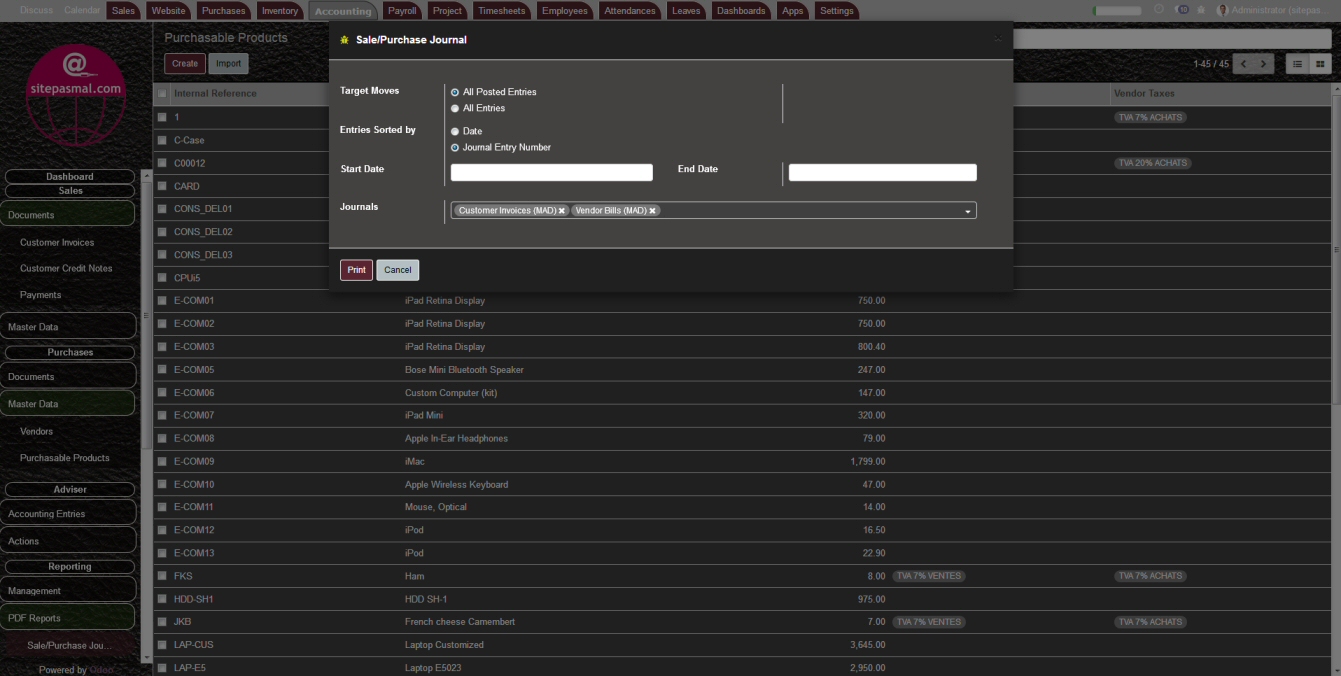 Discuss Calendar Sales Website Purchases Inventory Accounting Payroll Project Timesheets Employees Attendances Leaves Dashboards Apps Settings Administrator (sitepas...
@
sitepasmal.com
Dashboard
Sales
Documents
Customer Invoices
Customer Credit Notes
Payments
Master Data
Purchases
Documents
Master Data
Vendors
Purchasable Products
Adviser
Accounting Entries
Actions
Reporting
Management
PDF Reports
Sale/Purchase Jou...
Powered by Odoo
Purchasable Products
Create Import
1-45 / 45
Sale/Purchase Journal
Target Moves
All Posted Entries
All Entries
Entries Sorted by
Date
Journal Entry Number
Start Date End Date
Journals Customer Invoices (MAD) Vendor Bills (MAD)
Print Cancel
Internal Reference Vendor Taxes
1 TVA 7% ACHATS
C-Case
C00012 TVA 20% ACHATS
CARD
CONS_DEL01
CONS_DEL02
CONS_DEL03
CPUi5
E-COM01 iPad Retina Display 750.00
E-COM02 iPad Retina Display 750.00
E-COM03 iPad Retina Display 800.40
E-COM05 Bose Mini Bluetooth Speaker 247.00
E-COM06 Custom Computer (kit) 147.00
E-COM07 iPad Mini 320.00
E-COM08 Apple In-Ear Headphones 79.00
E-COM09 iMac 1,799.00
E-COM10 Apple Wireless Keyboard 47.00
E-COM11 Mouse, Optical 14.00
E-COM12 iPod 16.50
E-COM13 iPod 22.90
FKS Ham 8.00 TVA 7% VENTES TVA 7% ACHATS
HDD-SH1 HDD SH-1 975.00
JKB French cheese Camembert 7.00 TVA 7% VENTES TVA 7% ACHATS
LAP-CUS Laptop Customized 3,645.00
LAP-E5 Laptop E5023 2,950.00